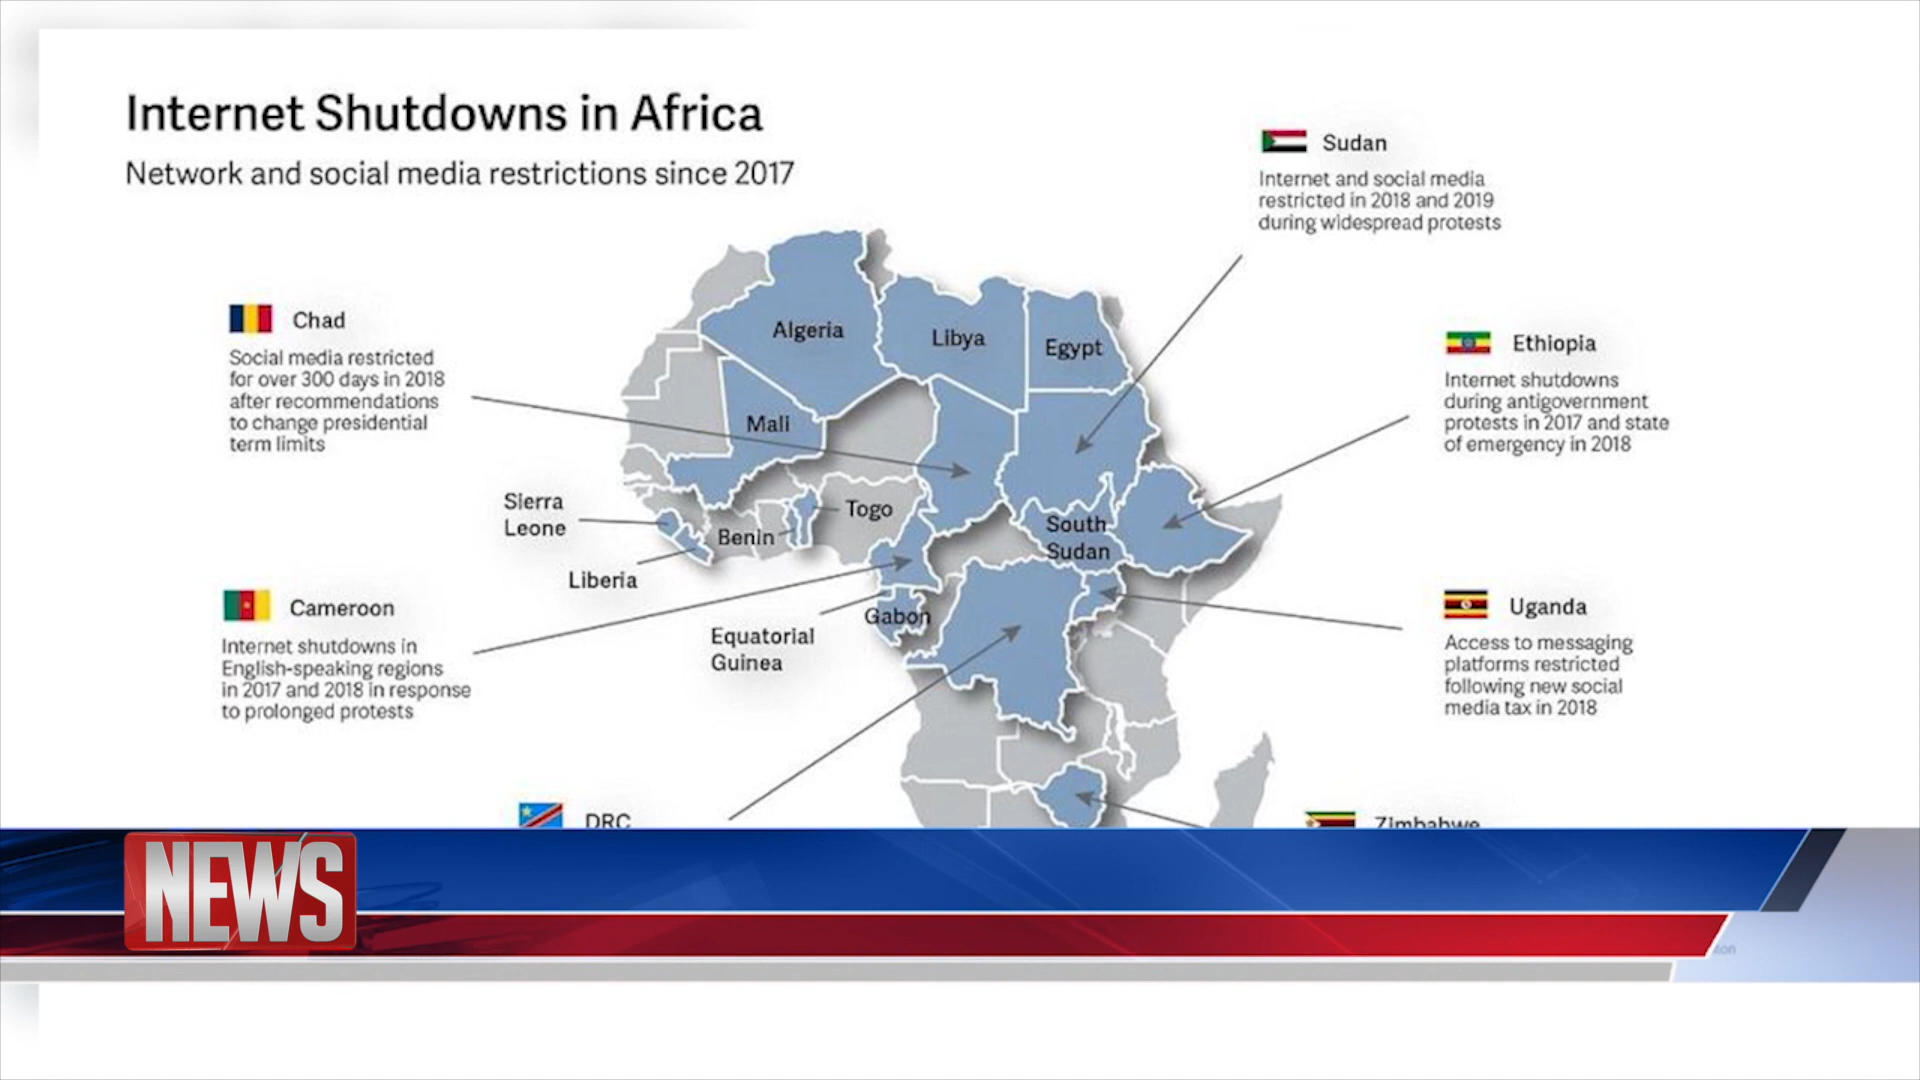 Internet Shutdowns in Africa
Network and social media restrictions since 2017
Sudan
Internet and social media
restricted in 2018 and 2019
during widespread protests
Chad
Social media restricted
for over 300 days in 2018
after recommendations
to change presidential
term limits
Algeria
Libya
Egypt
Ethiopia
Internet shutdowns
during antigovernment
protests in 2017 and state
of emergency in 2018
Mali
Sierra
Leone
Togo
Benin
South
Sudan
Liberia
Cameroon
Internet shutdowns in
English-speaking regions
in 2017 and 2018 in response
to prolonged protests
Gabon
Equatorial
Guinea
Uganda
Access to messaging
platforms restricted
following new social
media tax in 2018
DRC
Zimbabwe
NEWS